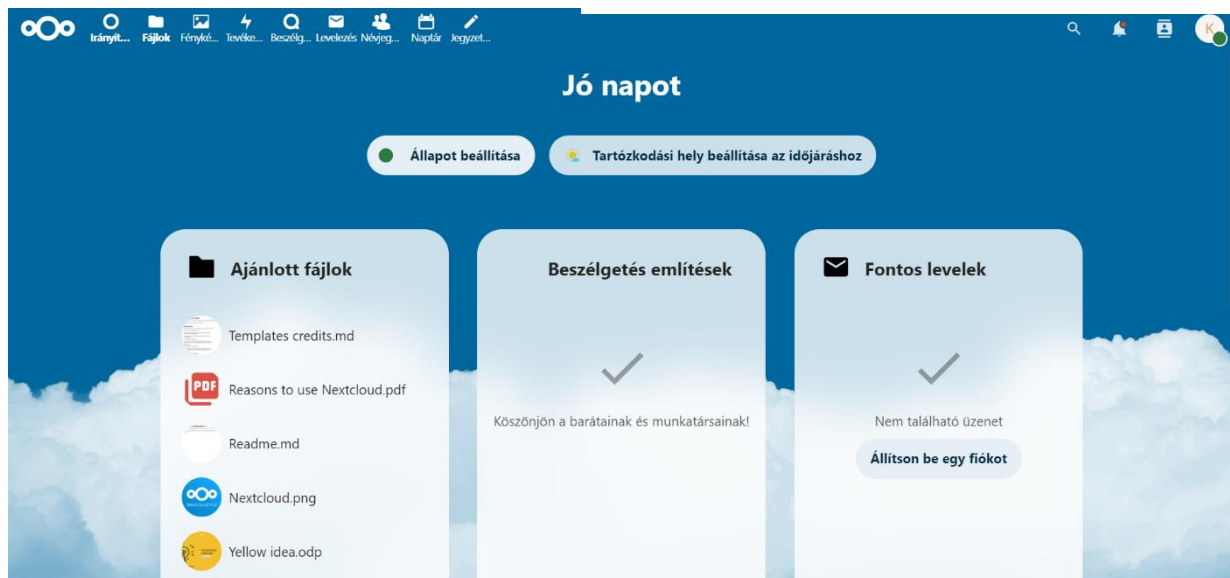 Irányít... Fájlok Fényké... Tevéke... Beszélg... Levelezés Névjeg... Naptár Jegyzet...
K
Jó napot
Állapot beállítása
Tartózkodási hely beállítása az időjáráshoz
Ajánlott fájlok
Templates credits.md
PDF
Reasons to use Nextcloud.pdf
Readme.md
Nextcloud.png
Yellow idea.odp
Beszélgetés említések
Köszönjön a barátainak és munkatársainak!
Fontos levelek
Nem található üzenet
Állítson be egy fiókot